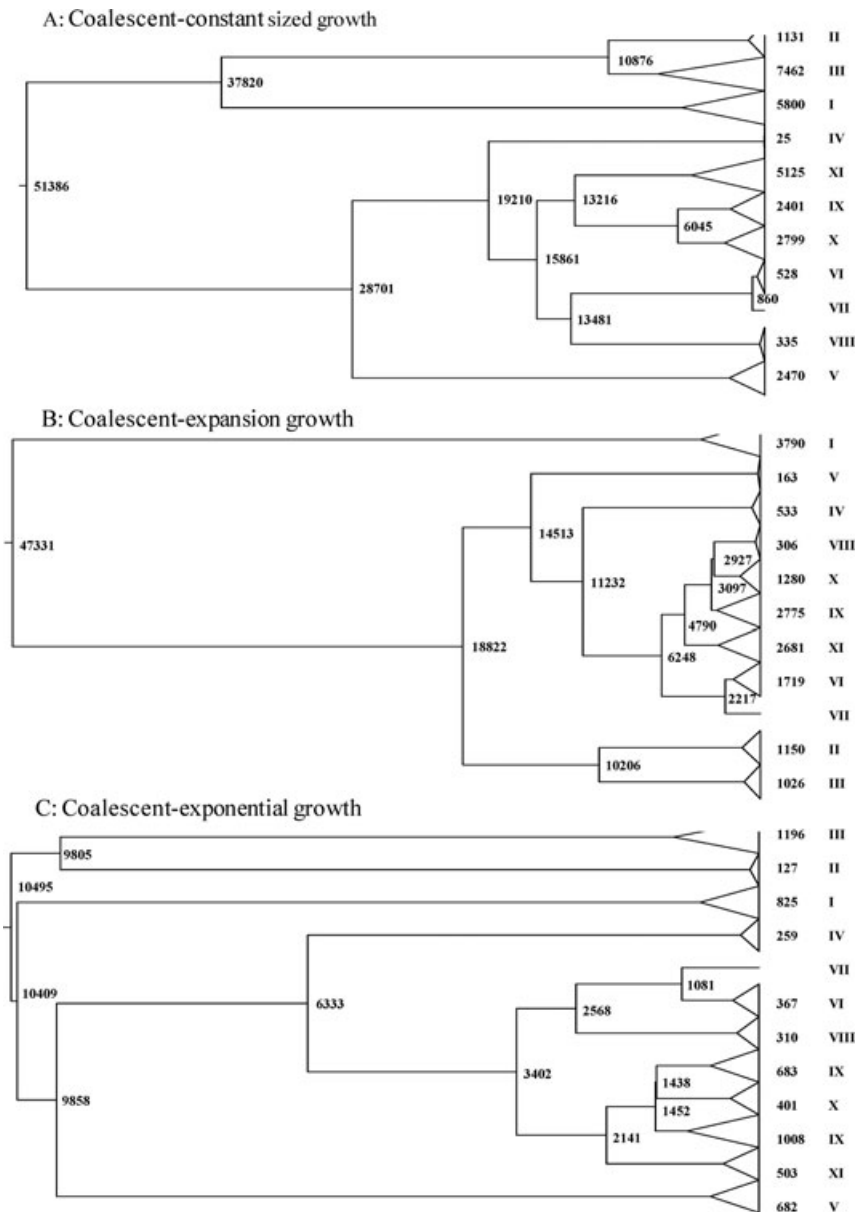 A: Coalescent-constant sized growth
1131 II
10876
7462 III
37820
5800 I
25 IV
5125 XI
51386
19210
13216
2401 IX
6045
2799 X
15861
528 VI
28701
860
VII
13481
335 VIII
2470 V
B: Coalescent-expansion growth
3790 I
163 V
533 IV
14513
47331
306 VIII
2927
11232
1280 X
3097
2775 IX
4790
18822
2681 XI
6248
1719 VI
2217
VII
1150 II
10206
1026 III
C: Coalescent-exponential growth
1196 III
9805
127 II
10495
825 I
259 IV
VII
1081
10409
6333
2568
367 VI
310 VIII
3402
683 IX
1438
9858
401 X
1452
2141
1008 IX
503 XI
682 V